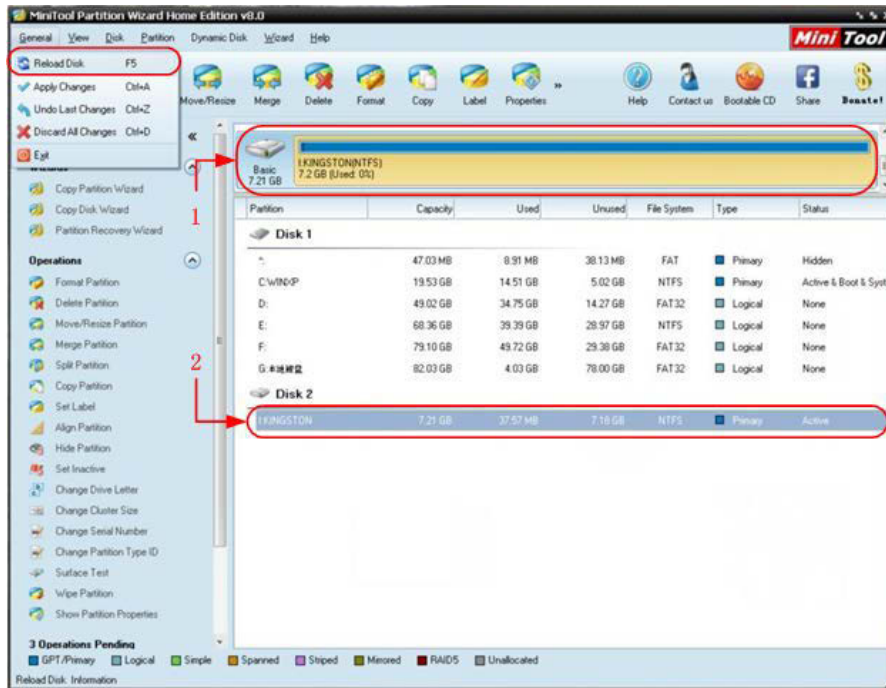 MiniTool Partition Wizard Home Edition v8.0
General View Disk Partition Dynamic Disk Wizard Help
Mini Tool
Reload Disk F5
Apply Changes Ctrl+A
Undo Last Changes Ctrl+Z
Discard All Changes Ctrl+D
Exit
Move/Resize Merge Delete Format Copy Label Properties » Help Contact us Bootable CD Share Donate!
«
Basic
7.21 GB
I:KINGSTON(NTFS)
7.2 GB (Used: 0%)
1
Wizards
Copy Partition Wizard
Copy Disk Wizard
Partition Recovery Wizard
Operations
Format Partition
Delete Partition
Move/Resize Partition
Merge Partition
Split Partition
Copy Partition
Set Label
Align Partition
Hide Partition
Set Inactive
Change Drive Letter
Change Cluster Size
Change Serial Number
Change Partition Type ID
Surface Test
Wipe Partition
Show Partition Properties
3 Operations Pending
Partition Capacity Used Unused File System Type Status
Disk 1
*: 47.03 MB 8.91 MB 38.13 MB FAT Primary Hidden
C:WINXP 19.53 GB 14.51 GB 5.02 GB NTFS Primary Active & Boot & Syst
D: 49.02 GB 34.75 GB 14.27 GB FAT32 Logical None
E: 68.36 GB 39.39 GB 28.97 GB NTFS Logical None
F: 79.10 GB 49.72 GB 29.38 GB FAT32 Logical None
G:本地磁盘 82.03 GB 4.03 GB 78.00 GB FAT32 Logical None
2
Disk 2
I:KINGSTON 7.21 GB 37.57 MB 7.18 GB NTFS Primary Active
GPT/Primary Logical Simple Spanned Striped Mirrored RAID5 Unallocated
Reload Disk Information